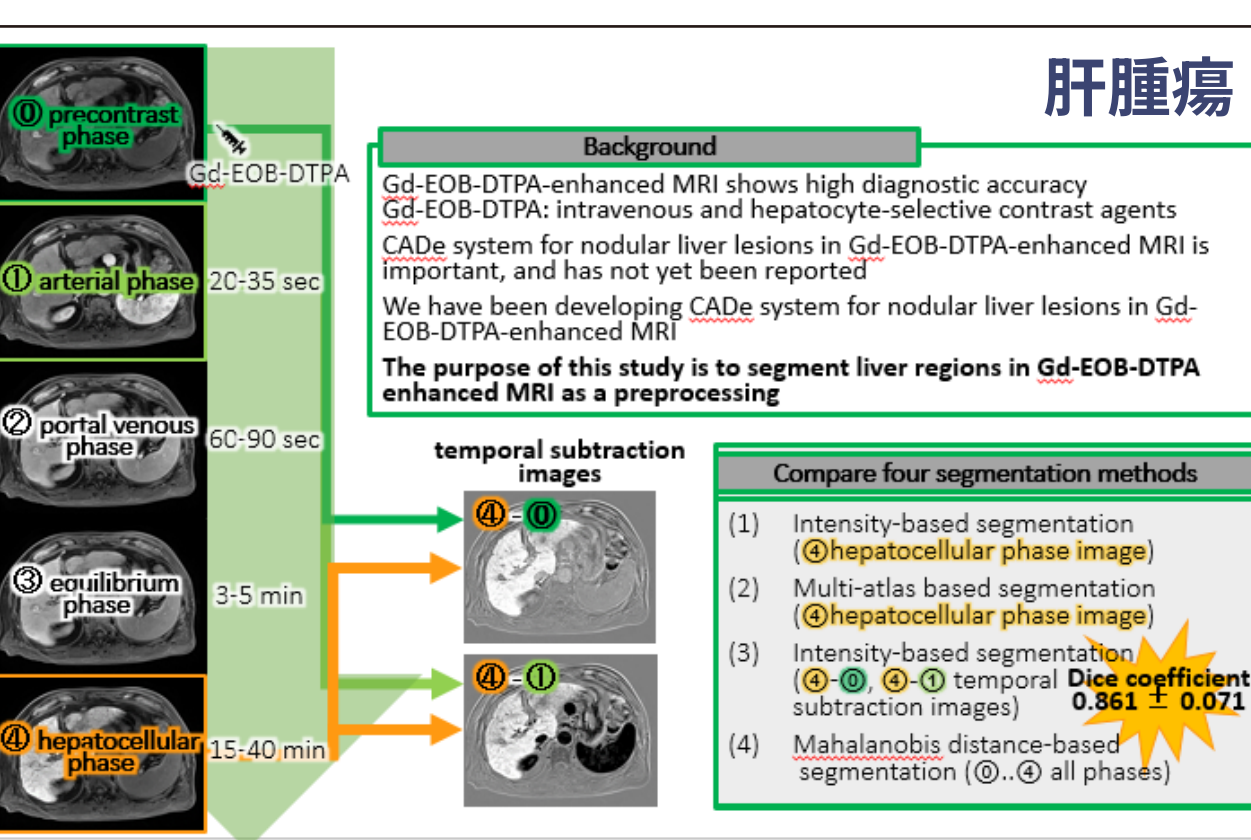 肝腫瘍
⓪ precontrast
phase
Gd-EOB-DTPA
① arterial phase
20-35 sec
② portal venous
phase
60-90 sec
③ equilibrium
phase
3-5 min
④ hepatocellular
phase
15-40 min
Background
Gd-EOB-DTPA-enhanced MRI shows high diagnostic accuracy
Gd-EOB-DTPA: intravenous and hepatocyte-selective contrast agents
CADe system for nodular liver lesions in Gd-EOB-DTPA-enhanced MRI is
important, and has not yet been reported
We have been developing CADe system for nodular liver lesions in Gd-
EOB-DTPA-enhanced MRI
The purpose of this study is to segment liver regions in Gd-EOB-DTPA
enhanced MRI as a preprocessing
temporal subtraction
images
④-⓪
④-①
Compare four segmentation methods
(1) Intensity-based segmentation
(④hepatocellular phase image)
(2) Multi-atlas based segmentation
(④hepatocellular phase image)
(3) Intensity-based segmentation
(④-⓪, ④-① temporal
subtraction images)
Dice coefficient
0.861 ± 0.071
(4) Mahalanobis distance-based
segmentation (⓪..④ all phases)